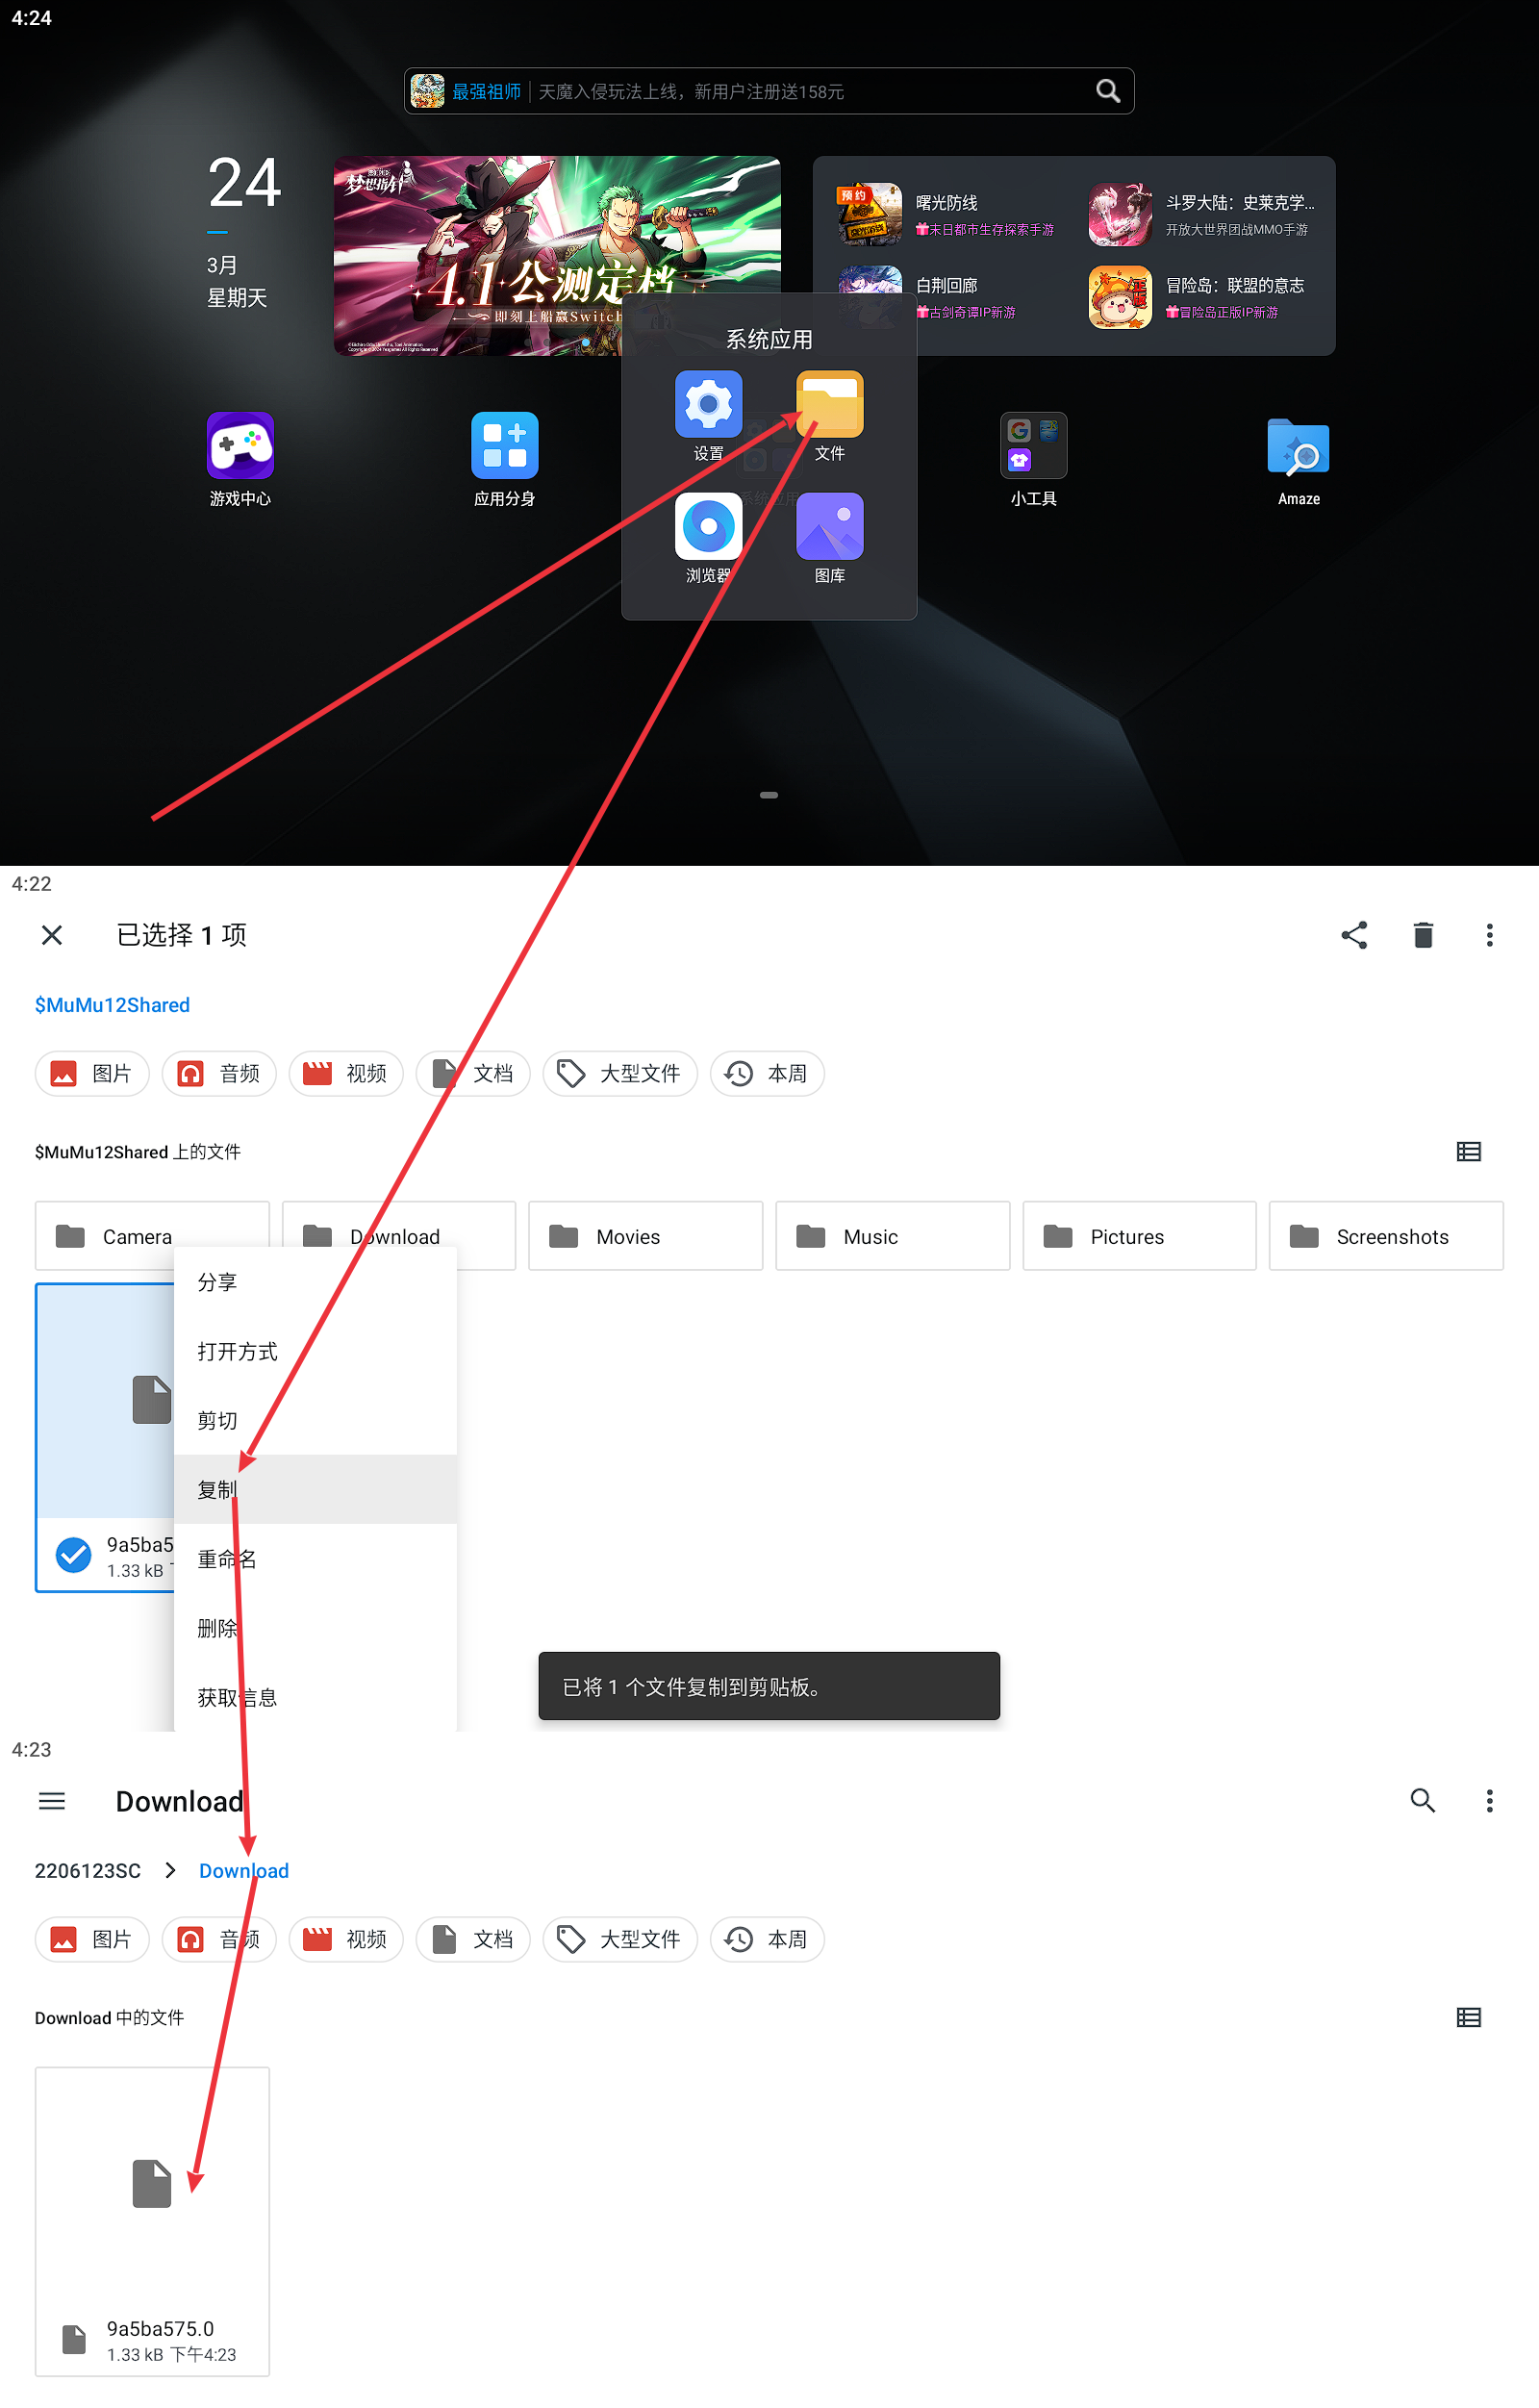 4:24
最强祖师 | 天魔入侵玩法上线，新用户注册送158元
24
3月
星期天
梦想指针
4.1公测定档
即刻上船赢Switch
预约
曙光防线
末日都市生存探索手游
斗罗大陆：史莱克学...
开放大世界团战MMO手游
白荆回廊
古剑奇谭IP新游
冒险岛：联盟的意志
冒险岛正版IP新游
系统应用
设置
文件
浏览器
图库
游戏中心
应用分身
系统应用
小工具
Amaze
4:22
已选择 1 项
$MuMu12Shared
图片
音频
视频
文档
大型文件
本周
$MuMu12Shared 上的文件
Camera
Download
Movies
Music
Pictures
Screenshots
分享
打开方式
剪切
复制
重命名
删除
获取信息
9a5ba5
1.33 kB
已将 1 个文件复制到剪贴板。
4:23
Download
2206123SC > Download
图片
音频
视频
文档
大型文件
本周
Download 中的文件
9a5ba575.0
1.33 kB 下午4:23